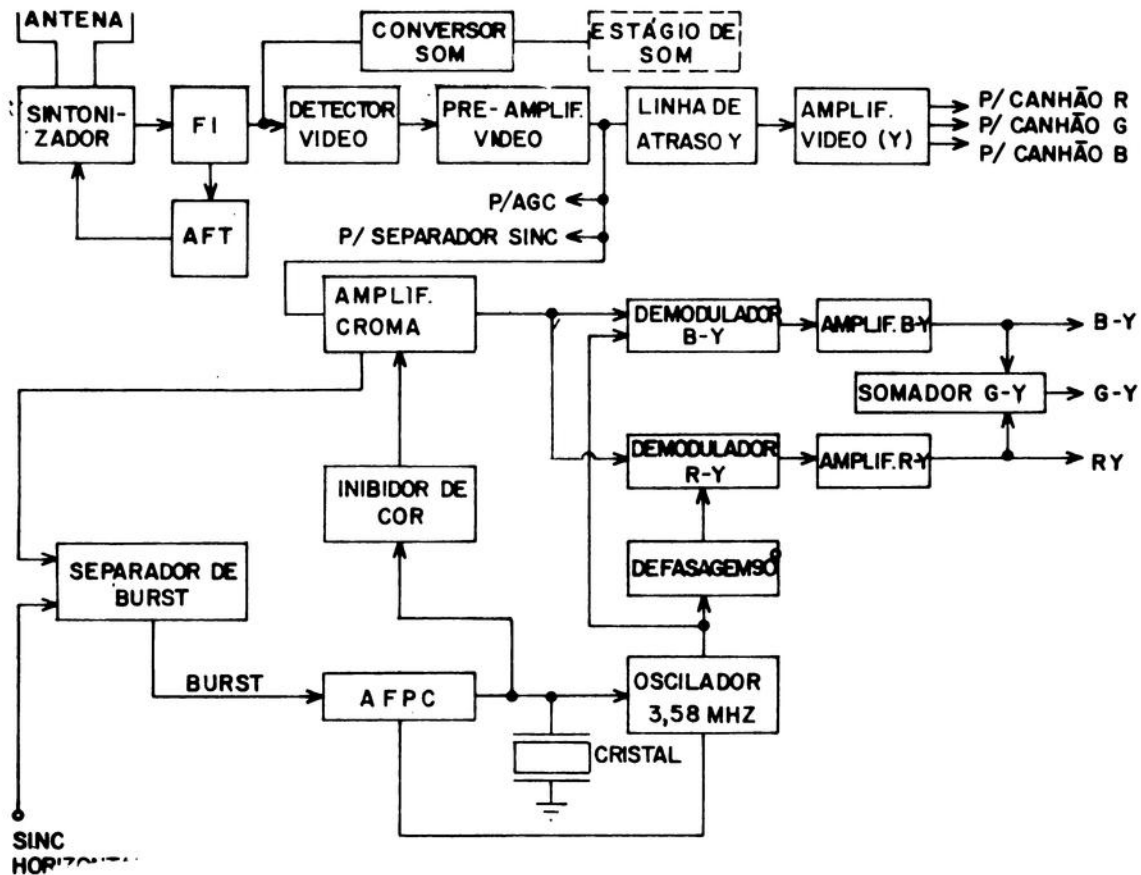 ANTENA
CONVERSOR
SOM
ESTÁGIO DE
SOM
SINTONI-
ZADOR
FI
DETECTOR
VIDEO
PRE-AMPLIF.
VIDEO
LINHA DE
ATRASO Y
AMPLIF.
VIDEO (Y)
P/ CANHÃO R
P/ CANHÃO G
P/ CANHÃO B
AFT
P/AGC
P/ SEPARADOR SINC
AMPLIF.
CROMA
DEMODULADOR
B-Y
AMPLIF. B-Y
B-Y
SOMADOR G-Y
G-Y
DEMODULADOR
R-Y
AMPLIF. R-Y
RY
INIBIDOR DE
COR
SEPARADOR DE
BURST
DEFASAGEM90°
BURST
AFPC
OSCILADOR
3,58 MHZ
CRISTAL
SINC